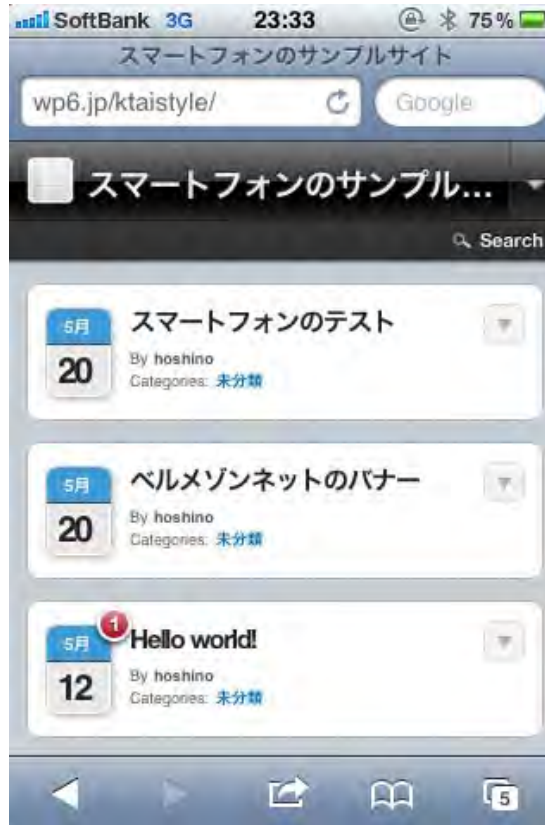 SoftBank 3G 23:33 75%
スマートフォンのサンプルサイト
wp6.jp/ktaistyle/ Google
スマートフォンのサンプル...
Search
5月
20
スマートフォンのテスト
By hoshino
Categories: 未分類
5月
20
ベルメゾンネットのバナー
By hoshino
Categories: 未分類
5月
12
1
Hello world!
By hoshino
Categories: 未分類
5